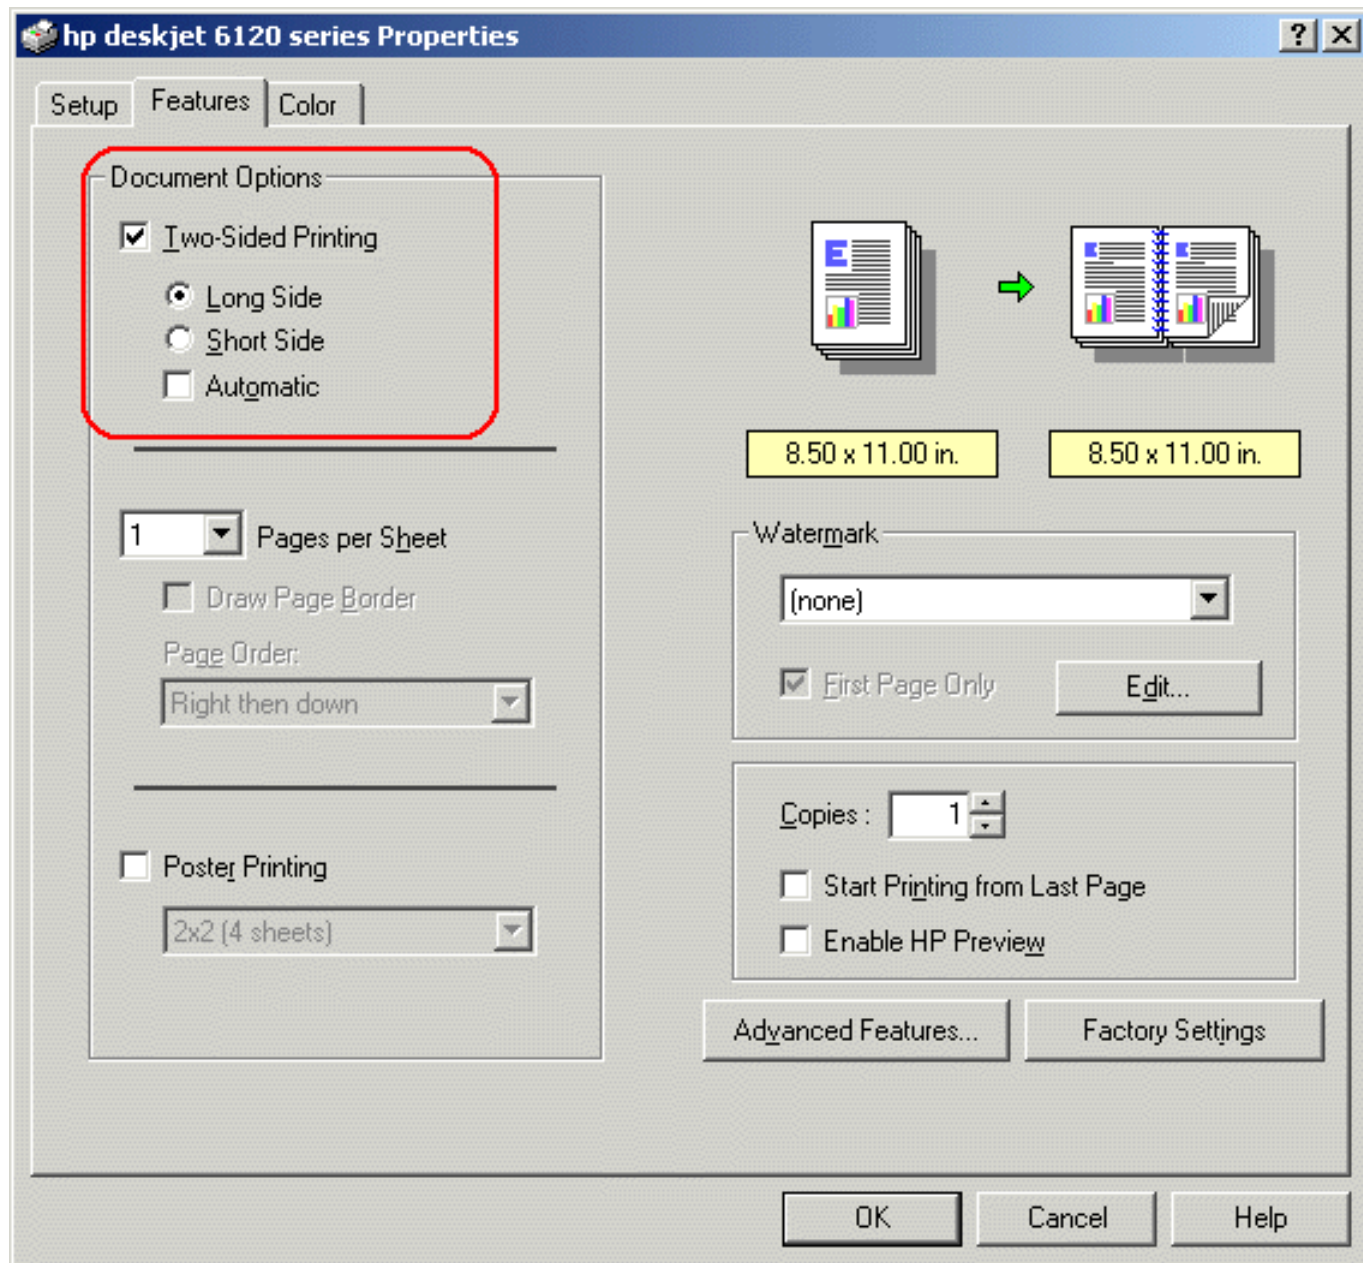 hp deskjet 6120 series Properties
Setup
Features
Color
Document Options
Two-Sided Printing
Long Side
Short Side
Automatic
8.50 x 11.00 in.
8.50 x 11.00 in.
1
Pages per Sheet
Draw Page Border
Page Order:
Right then down
Watermark
(none)
First Page Only
Edit...
Poster Printing
2x2 (4 sheets)
Copies :
1
Start Printing from Last Page
Enable HP Preview
Advanced Features...
Factory Settings
OK
Cancel
Help